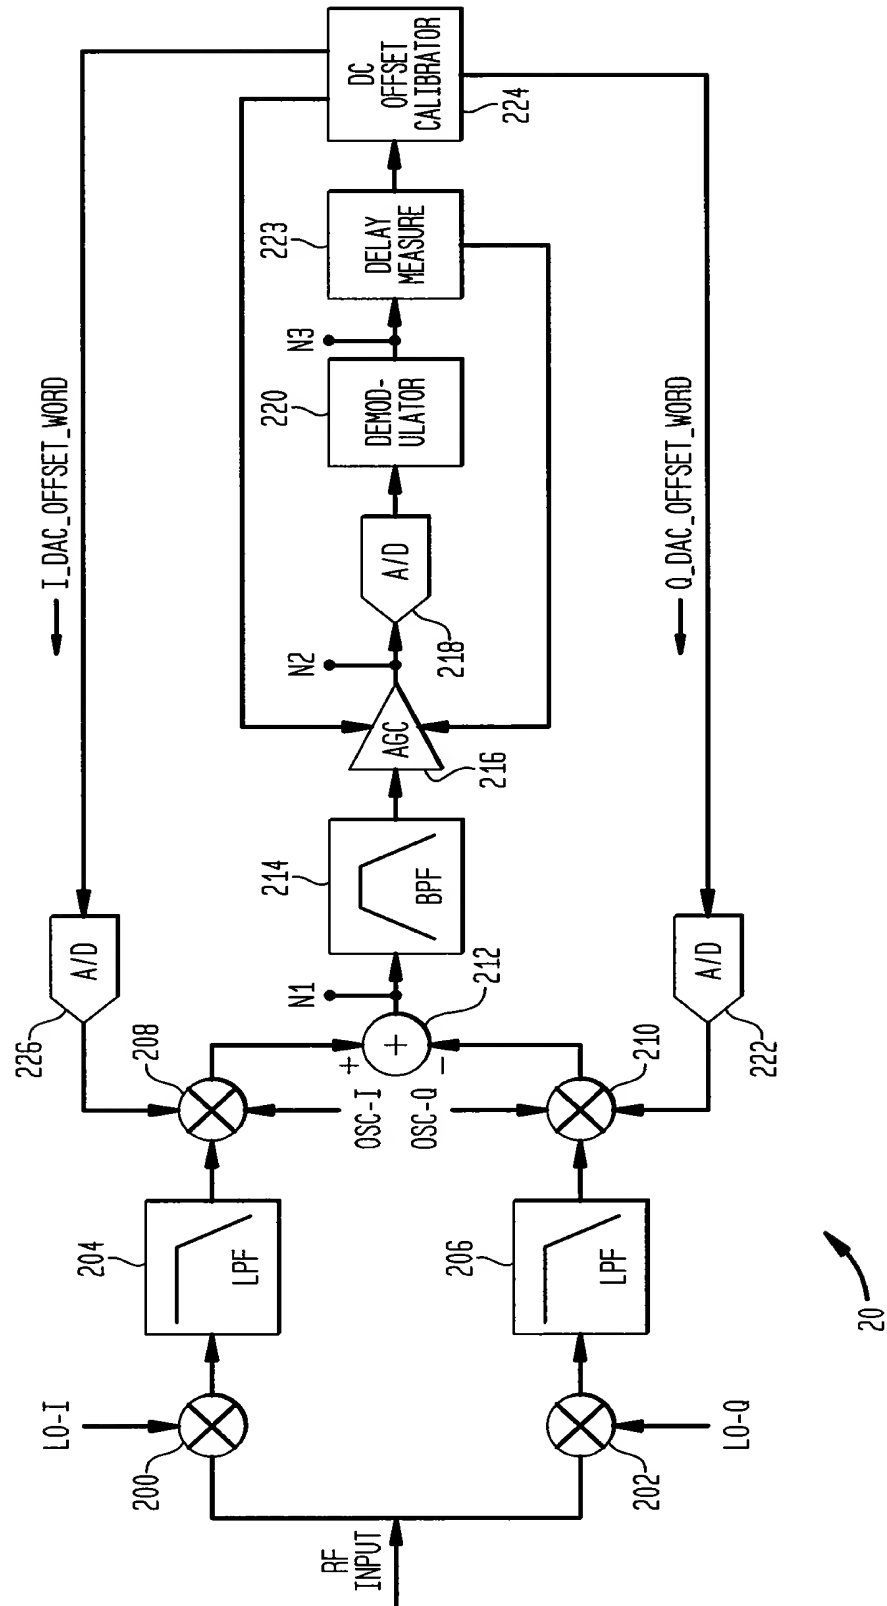 I_DAC_OFFSET_WORD
A/D
226
LO-I
200
204
LPF
208
OSC-I
+
+
-
N1
212
214
BPF
AGC
216
N2
A/D
218
220
DEMOD-
ULATOR
N3
223
DELAY
MEASURE
DC
OFFSET
CALIBRATOR
224
RF
INPUT
OSC-Q
206
LPF
210
202
LO-Q
Q_DAC_OFFSET_WORD
A/D
222
20